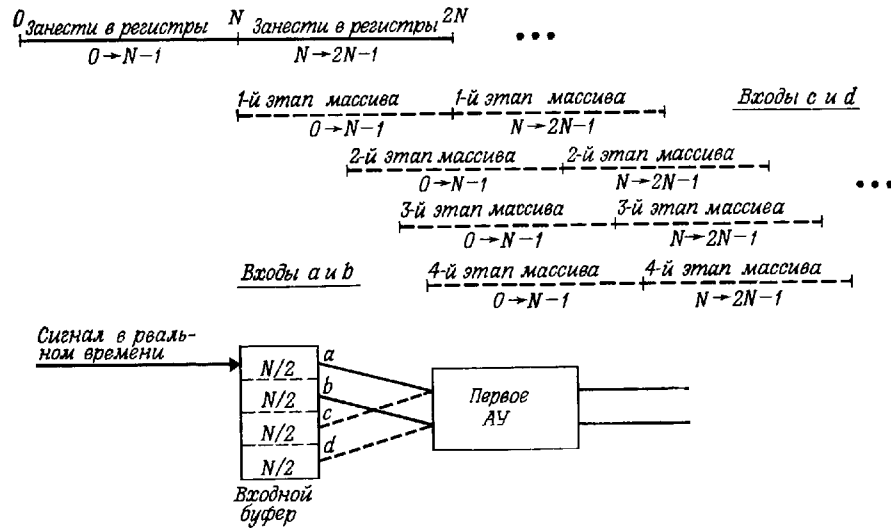 0 Занести в регистры N Занести в регистры 2N
0→N−1 N→2N−1
1-й этап массива 1-й этап массива Входы c и d
0→N−1 N→2N−1
2-й этап массива 2-й этап массива
0→N−1 N→2N−1
3-й этап массива 3-й этап массива
0→N−1 N→2N−1
Входы a и b 4-й этап массива 4-й этап массива
0→N−1 N→2N−1
Сигнал в реаль-
ном времени
N/2 a
N/2 b
N/2 c
N/2 d
Первое
АУ
Входной
буфер